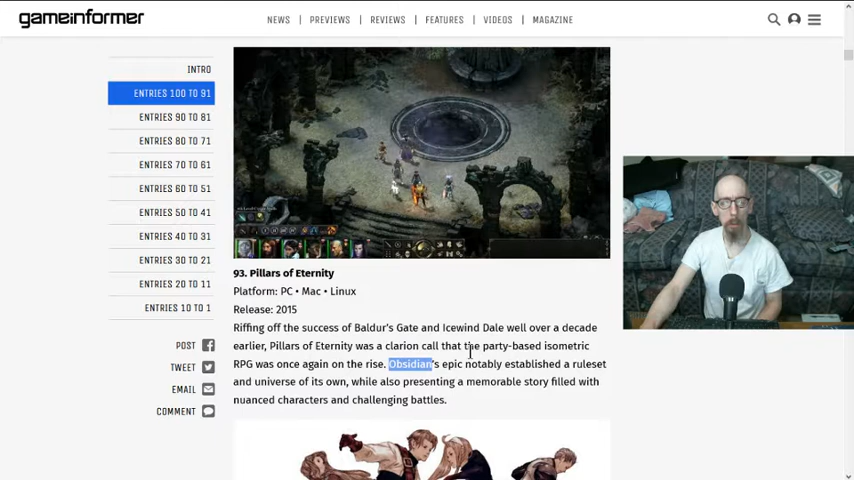 gameinformer
NEWS | PREVIEWS | REVIEWS | FEATURES | VIDEOS | MAGAZINE
INTRO
ENTRIES 100 TO 91
ENTRIES 90 TO 81
ENTRIES 80 TO 71
ENTRIES 70 TO 61
ENTRIES 60 TO 51
ENTRIES 50 TO 41
ENTRIES 40 TO 31
ENTRIES 30 TO 21
ENTRIES 20 TO 11
ENTRIES 10 TO 1
POST
TWEET
EMAIL
COMMENT
93. Pillars of Eternity
Platform: PC • Mac • Linux
Release: 2015
Riffing off the success of Baldur's Gate and Icewind Dale well over a decade
earlier, Pillars of Eternity was a clarion call that the party-based isometric
RPG was once again on the rise. Obsidian's epic notably established a ruleset
and universe of its own, while also presenting a memorable story filled with
nuanced characters and challenging battles.